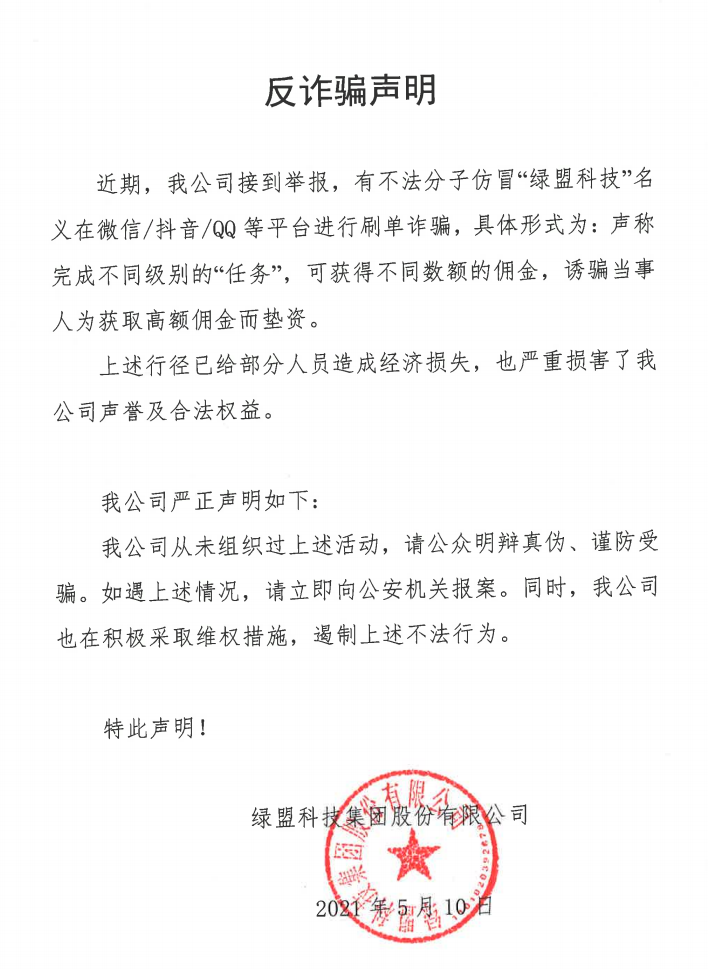 反诈骗声明
近期，我公司接到举报，有不法分子仿冒“绿盟科技”名
义在微信/抖音/QQ 等平台进行刷单诈骗，具体形式为：声称
完成不同级别的“任务”，可获得不同数额的佣金，诱骗当事
人为获取高额佣金而垫资。
上述行径已给部分人员造成经济损失，也严重损害了我
公司声誉及合法权益。
我公司严正声明如下：
我公司从未组织过上述活动，请公众明辩真伪、谨防受
骗。如遇上述情况，请立即向公安机关报案。同时，我公司
也在积极采取维权措施，遏制上述不法行为。
特此声明！
绿盟科技集团股份有限公司
2021 年 5 月 10 日
绿盟科技集团股份有限公司